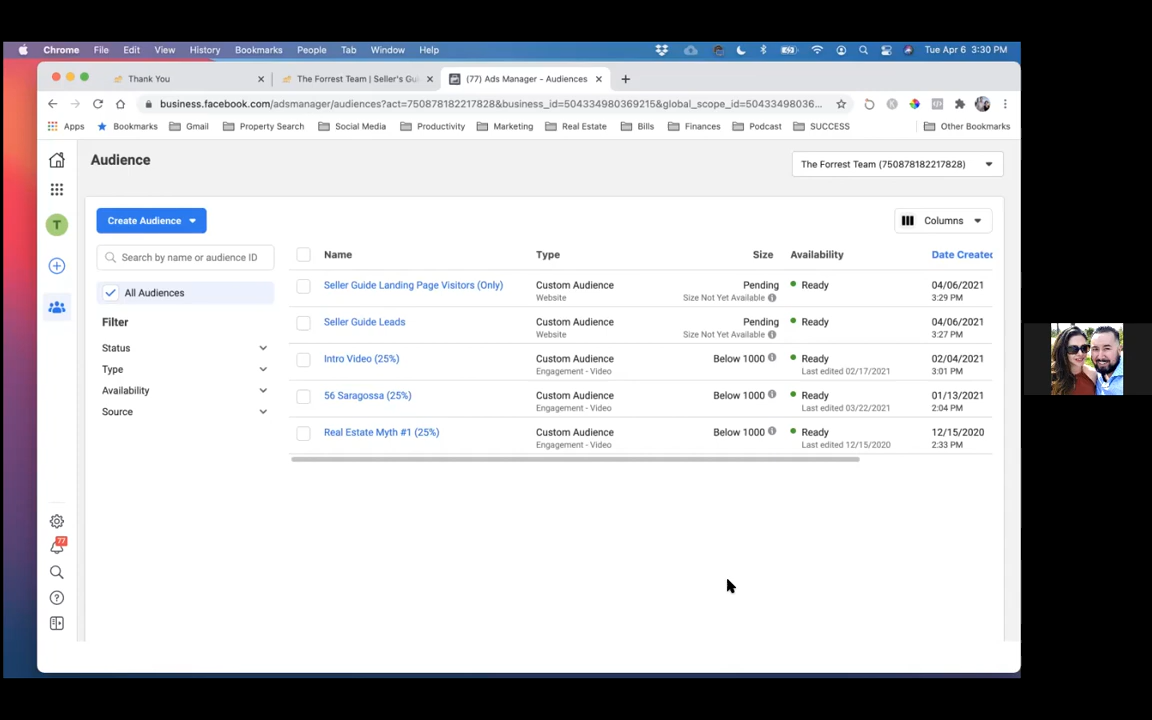 Chrome File Edit View History Bookmarks People Tab Window Help Tue Apr 6 3:30 PM
Thank You × The Forrest Team | Seller's Gui × (77) Ads Manager - Audiences × +
business.facebook.com/adsmanager/audiences?act=750878182217828&business_id=504334980369215&global_scope_id=50433498036...
Apps Bookmarks Gmail Property Search Social Media Productivity Marketing Real Estate Bills Finances Podcast SUCCESS Other Bookmarks
Audience
The Forrest Team (750878182217828)
T
Create Audience
Columns
Search by name or audience ID
Name Type Size Availability Date Created
All Audiences
Seller Guide Landing Page Visitors (Only) Custom Audience Pending Ready 04/06/2021
Website Size Not Yet Available 3:29 PM
Filter
Seller Guide Leads Custom Audience Pending Ready 04/06/2021
Website Size Not Yet Available 3:27 PM
Status
Intro Video (25%) Custom Audience Below 1000 Ready 02/04/2021
Engagement - Video Last edited 02/17/2021 3:01 PM
Type
Availability
56 Saragossa (25%) Custom Audience Below 1000 Ready 01/13/2021
Engagement - Video Last edited 03/22/2021 2:04 PM
Source
Real Estate Myth #1 (25%) Custom Audience Below 1000 Ready 12/15/2020
Engagement - Video Last edited 12/15/2020 2:33 PM
77